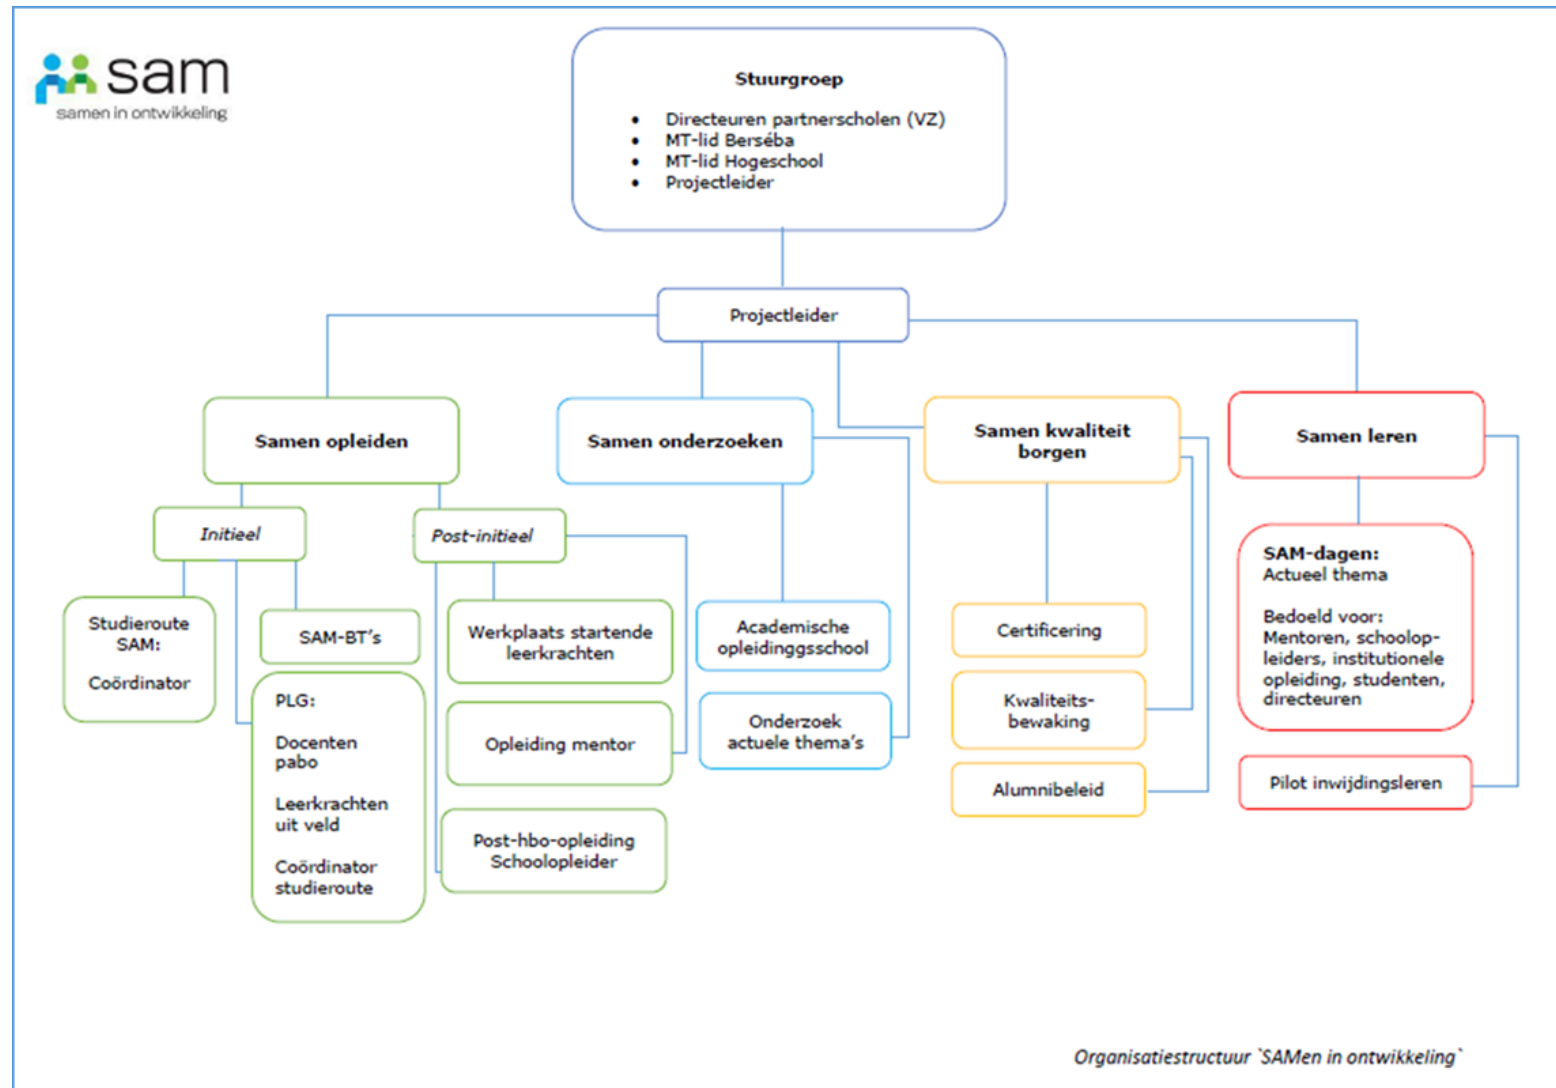 sam
samen in ontwikkeling
Stuurgroep
• Directeuren partnerscholen (VZ)
• MT-lid Berséba
• MT-lid Hogeschool
• Projectleider
Projectleider
Samen opleiden
Samen onderzoeken
Samen kwaliteit
borgen
Samen leren
Initieel
Post-initieel
Studieroute
SAM:
Coördinator
SAM-BT's
PLG:
Docenten
pabo
Leerkrachten
uit veld
Coördinator
studieroute
Werkplaats startende
leerkrachten
Opleiding mentor
Post-hbo-opleiding
Schoolopleider
Academische
opleidinggsschool
Onderzoek
actuele thema's
Certificering
Kwaliteits-
bewaking
Alumnibeleid
SAM-dagen:
Actueel thema
Bedoeld voor:
Mentoren, schoolop-
leiders, institutionele
opleiding, studenten,
directeuren
Pilot inwijdingsleren
Organisatiestructuur `SAMen in ontwikkeling`